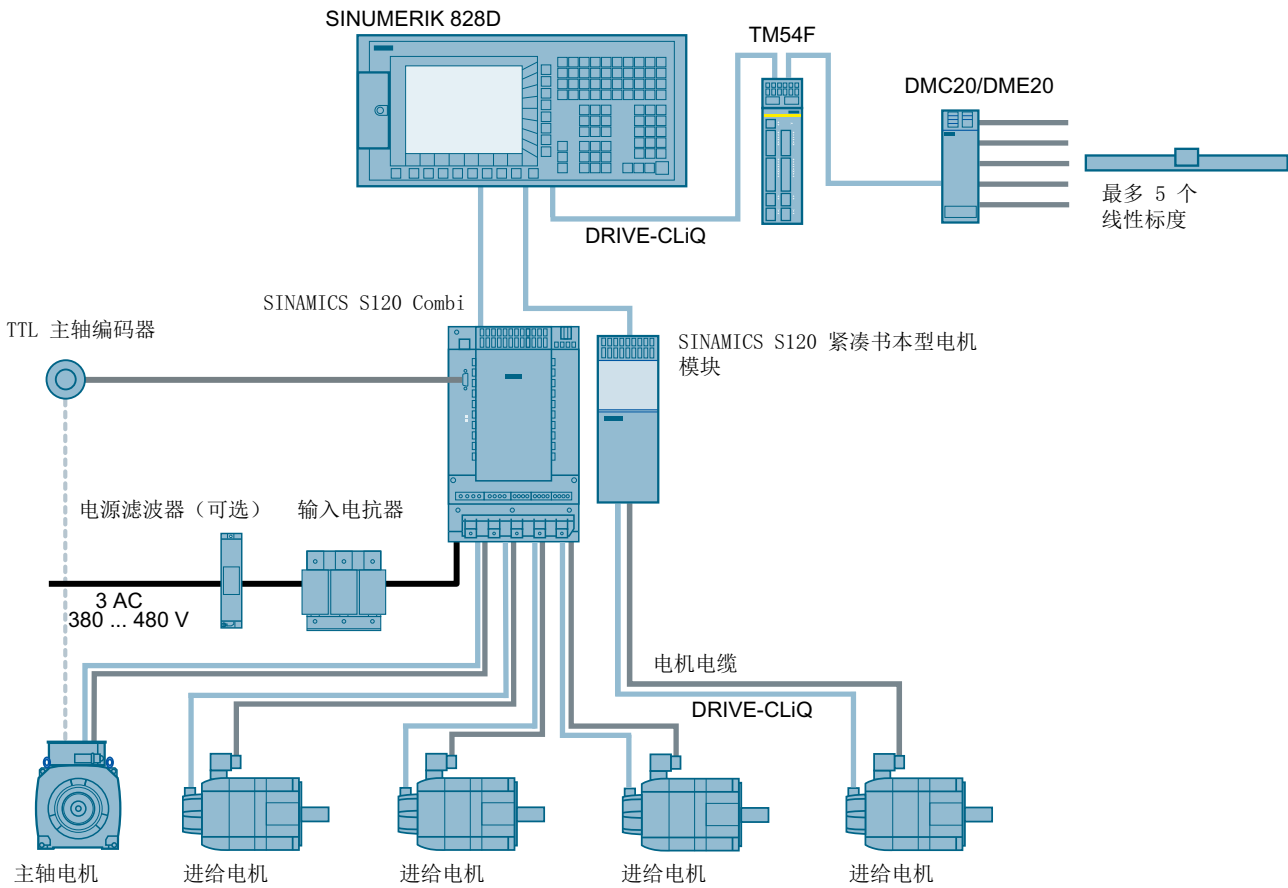 SINUMERIK 828D
TM54F
DMC20/DME20
最多 5 个
线性标度
DRIVE-CLiQ
SINAMICS S120 Combi
TTL 主轴编码器
SINAMICS S120 紧凑书本型电机
模块
电源滤波器（可选）
输入电抗器
3 AC
380 ... 480 V
电机电缆
DRIVE-CLiQ
主轴电机
进给电机
进给电机
进给电机
进给电机